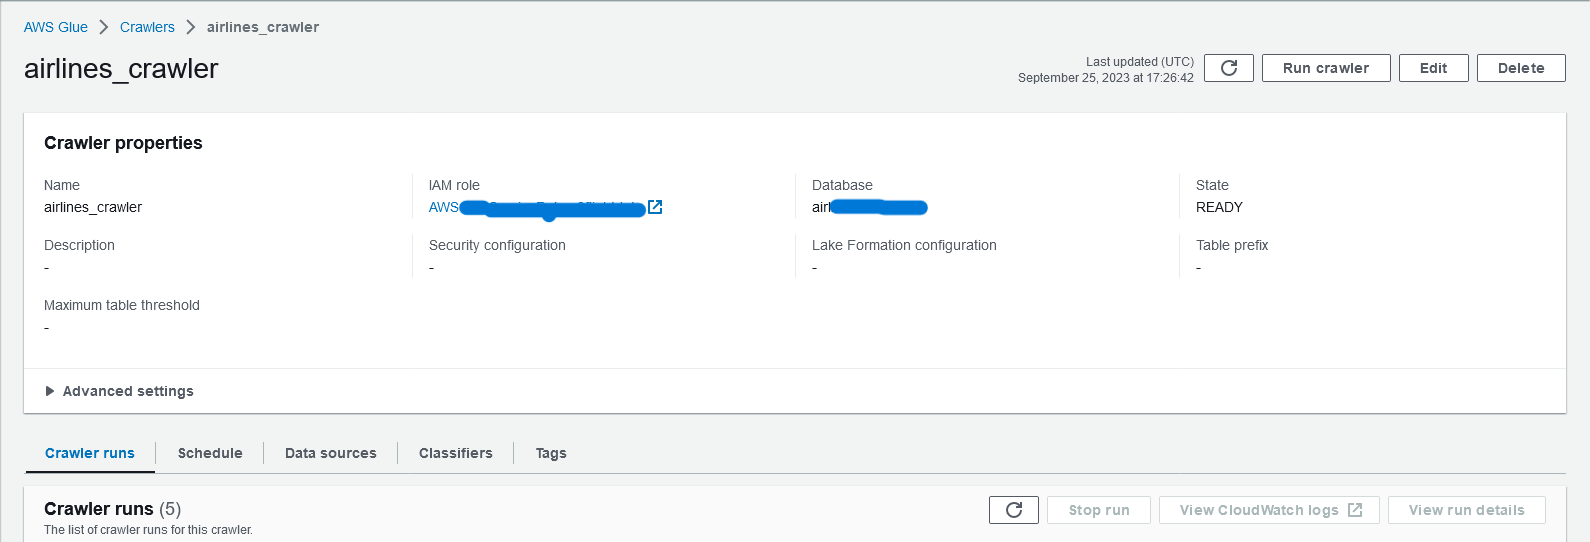 AWS Glue > Crawlers > airlines_crawler
airlines_crawler
Last updated (UTC)
September 25, 2023 at 17:26:42
Run crawler
Edit
Delete
Crawler properties
Name
airlines_crawler
IAM role
AWS
Database
airl
State
READY
Description
-
Security configuration
-
Lake Formation configuration
-
Table prefix
-
Maximum table threshold
-
Advanced settings
Crawler runs
Schedule
Data sources
Classifiers
Tags
Crawler runs (5)
The list of crawler runs for this crawler.
Stop run
View CloudWatch logs
View run details